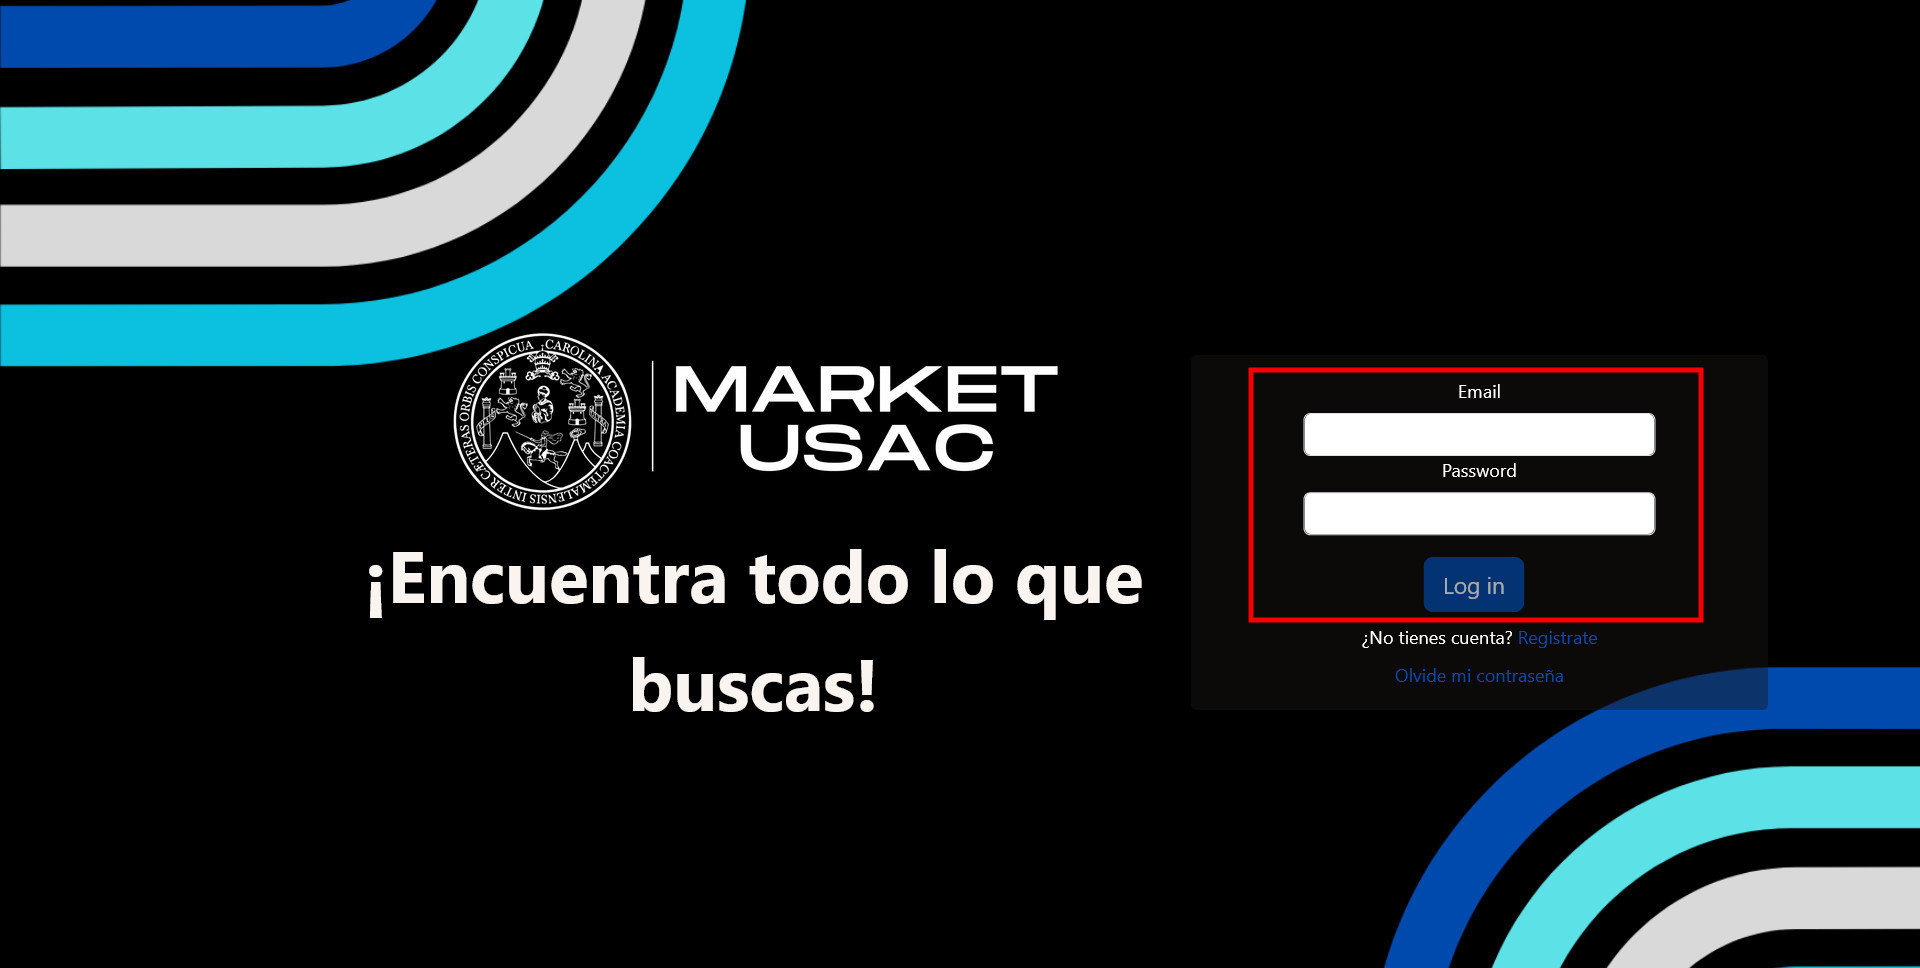 CAROLINA ACADEMIA COACTEMALENSIS INTER CÆTERAS ORBIS CONSPICUA
MARKET
USAC
¡Encuentra todo lo que
buscas!
Email
Password
Log in
¿No tienes cuenta? Registrate
Olvide mi contraseña